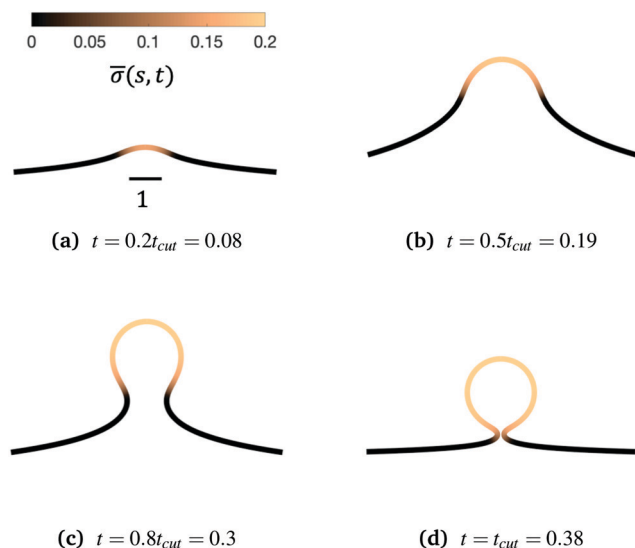 0 0.05 0.1 0.15 0.2
σ̅(s,t)
1
(a) t = 0.2t_cut = 0.08
(b) t = 0.5t_cut = 0.19
(c) t = 0.8t_cut = 0.3
(d) t = t_cut = 0.38